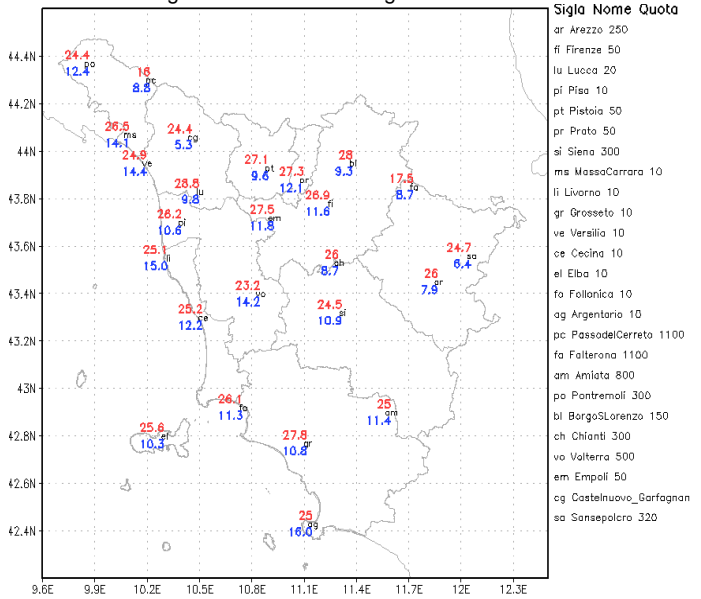 Sigla Nome Quota
ar Arezzo 250
fi Firenze 50
lu Lucca 20
pi Pisa 10
pt Pistoia 50
pr Prato 50
si Siena 300
ms MassaCarrara 10
li Livorno 10
gr Grosseto 10
ve Versilia 10
ce Cecina 10
el Elba 10
fo Follonica 10
ag Argentario 10
pc PassodelCerreto 1100
fa Falterona 1100
am Amiata 800
po Pontremoli 300
bl BorgoSLorenzo 150
ch Chianti 300
vo Volterra 500
em Empoli 50
cg Castelnuovo_Garfagnan
sa Sansepolcro 320
44.4N
44.2N
44N
43.8N
43.6N
43.4N
43.2N
43N
42.8N
42.6N
42.4N
24.4
po
12.4
16
pc
8.8
26.5
ms
14.1
24.4
cg
5.3
24.9
ve
14.4
27.1
pt
9.6
27.3
pr
12.1
28
bl
9.3
17.5
fa
8.7
28.8
lu
9.8
26.9
fi
11.6
26.2
pi
10.6
27.5
em
11.8
25.1
li
15.0
26
ch
8.7
24.7
sa
6.4
26
ar
7.9
23.2
vo
14.2
24.5
si
10.9
25.2
ce
12.2
26.1
fo
11.3
25
am
11.4
25.6
el
10.3
27.8
gr
10.8
25
ag
16.0
9.6E 9.9E 10.2E 10.5E 10.8E 11.1E 11.4E 11.7E 12E 12.3E